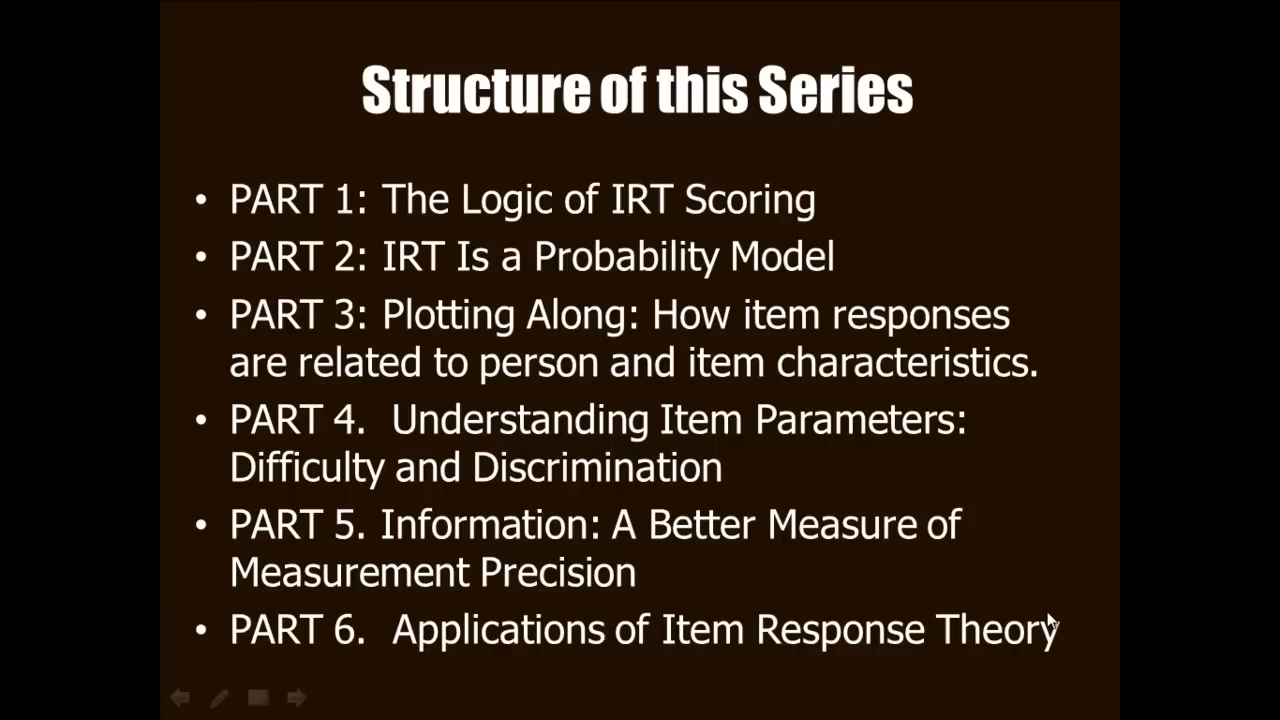 Structure of this Series
• PART 1: The Logic of IRT Scoring
• PART 2: IRT Is a Probability Model
• PART 3: Plotting Along: How item responses
are related to person and item characteristics.
• PART 4.  Understanding Item Parameters:
Difficulty and Discrimination
• PART 5. Information: A Better Measure of
Measurement Precision
• PART 6.  Applications of Item Response Theory